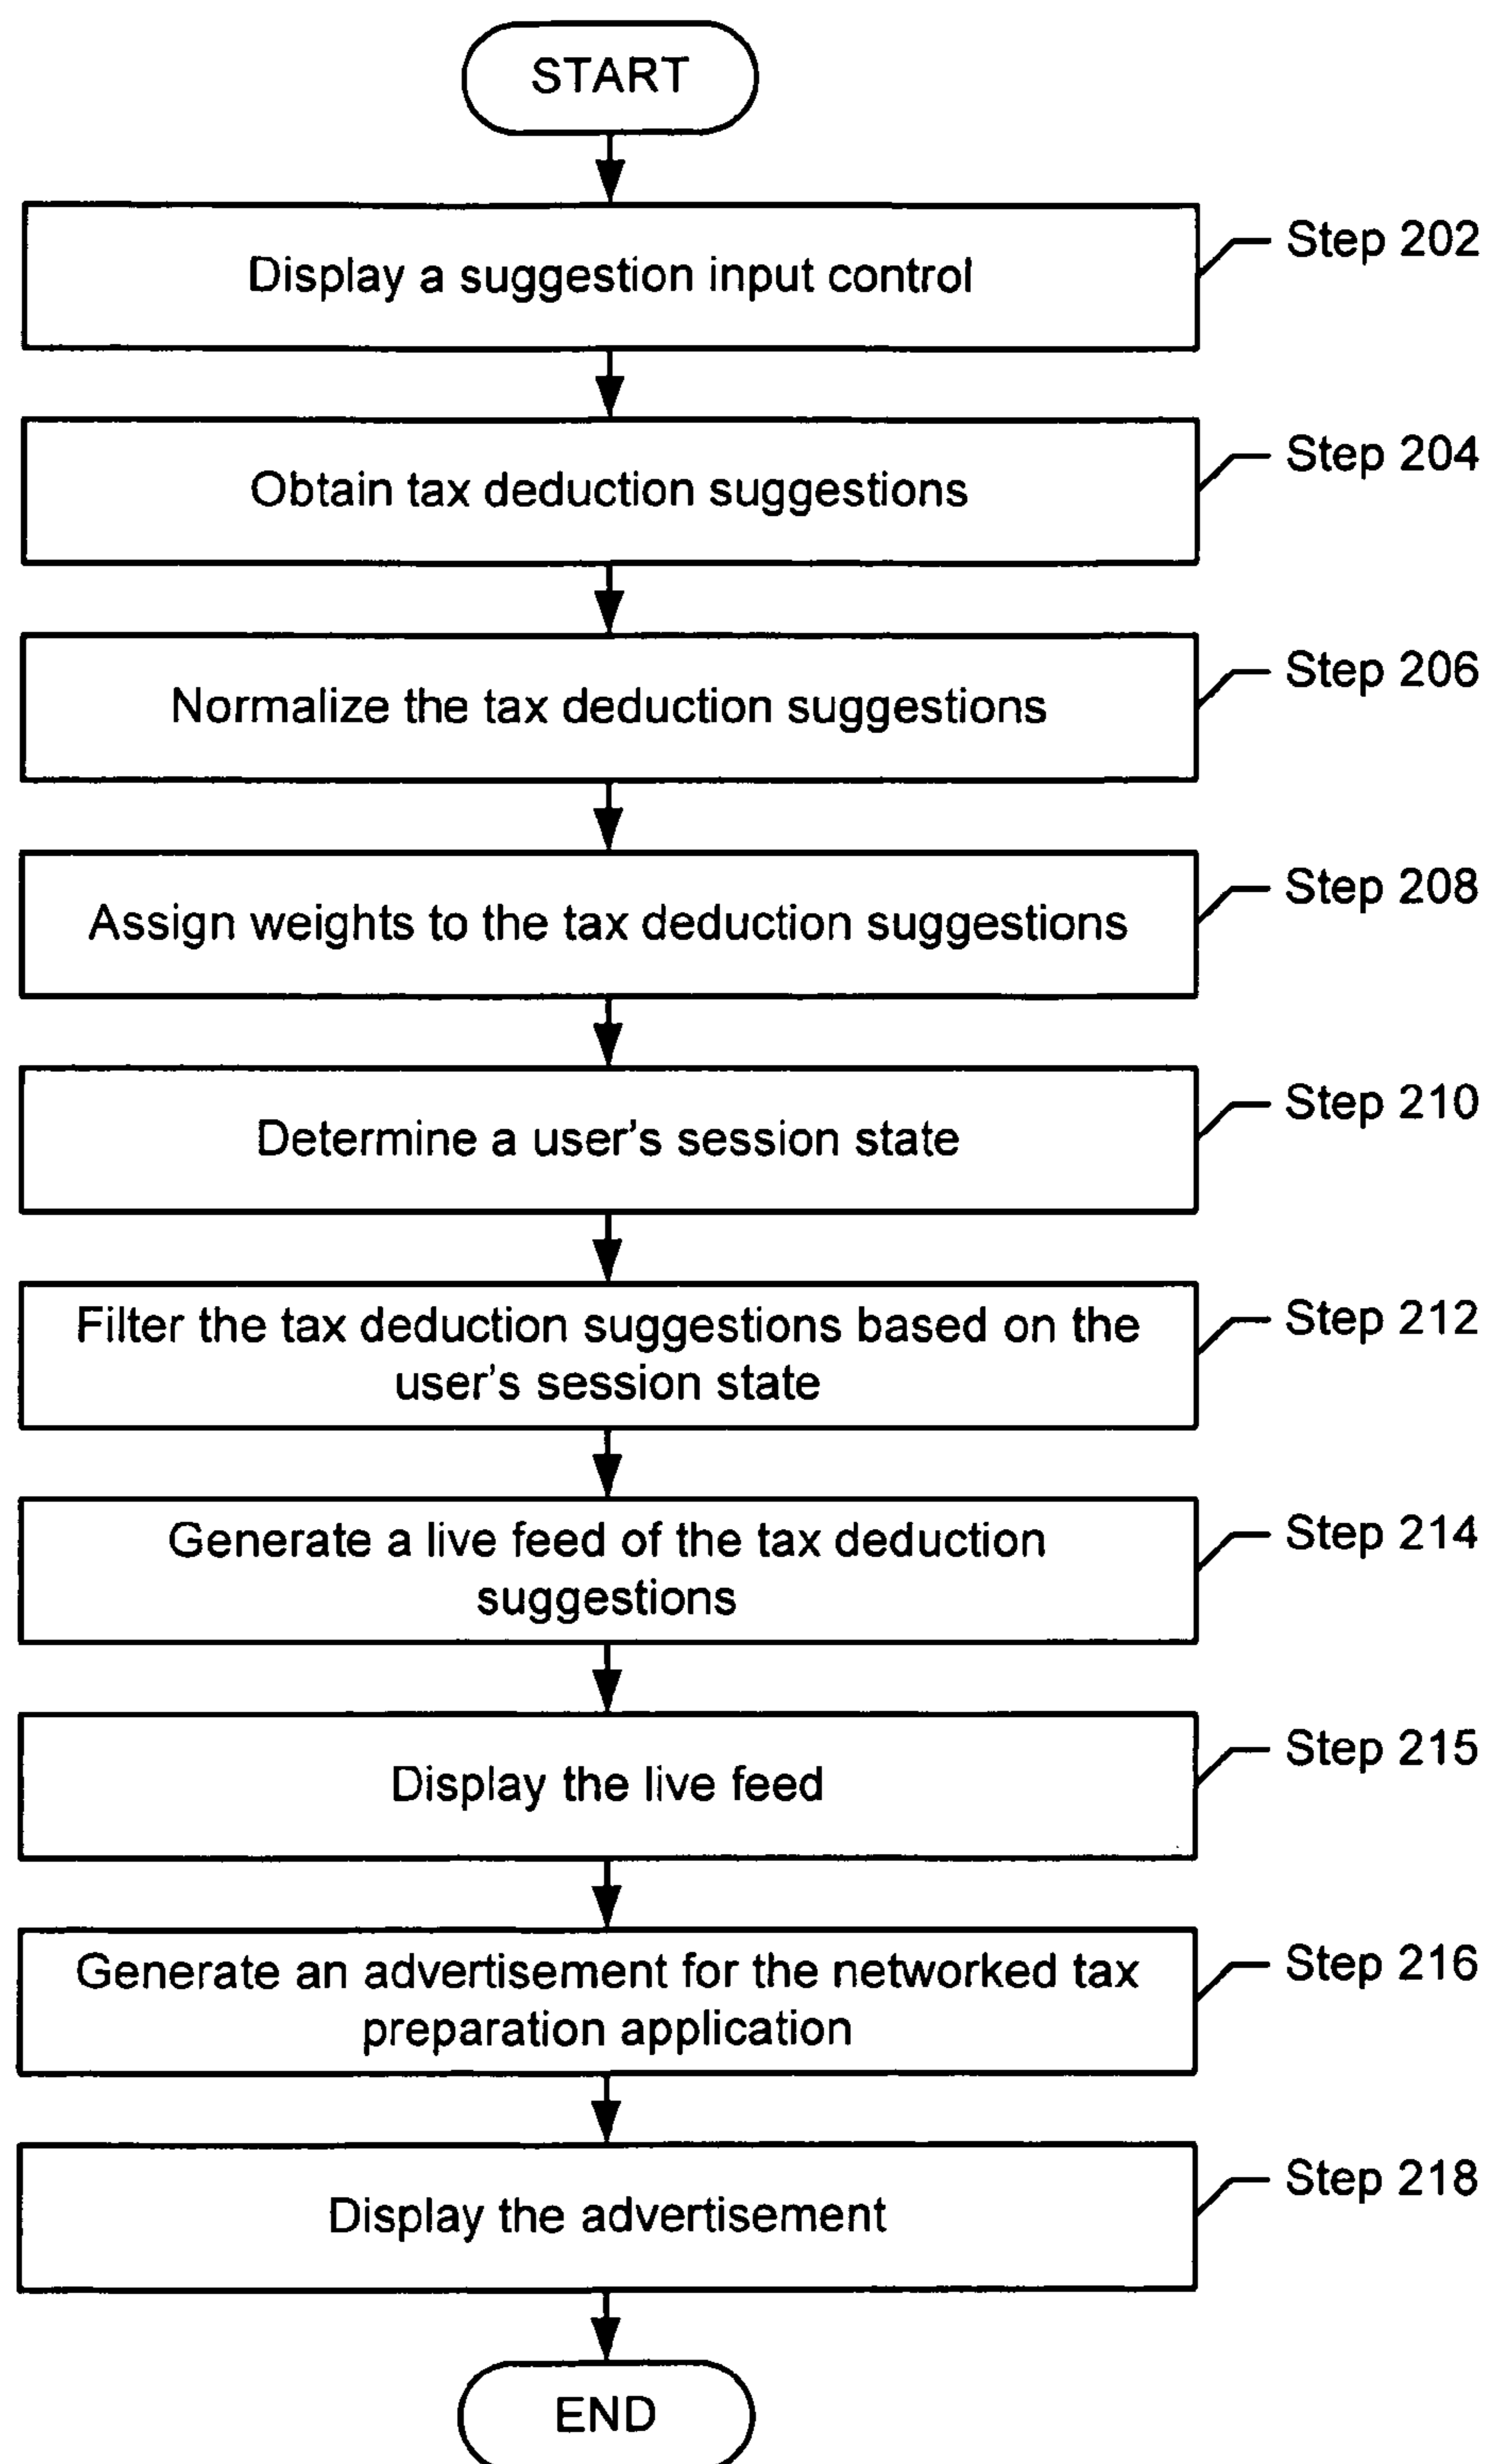 START
Display a suggestion input control
Step 202
Obtain tax deduction suggestions
Step 204
Normalize the tax deduction suggestions
Step 206
Assign weights to the tax deduction suggestions
Step 208
Determine a user's session state
Step 210
Filter the tax deduction suggestions based on the
user's session state
Step 212
Generate a live feed of the tax deduction
suggestions
Step 214
Display the live feed
Step 215
Generate an advertisement for the networked tax
preparation application
Step 216
Display the advertisement
Step 218
END